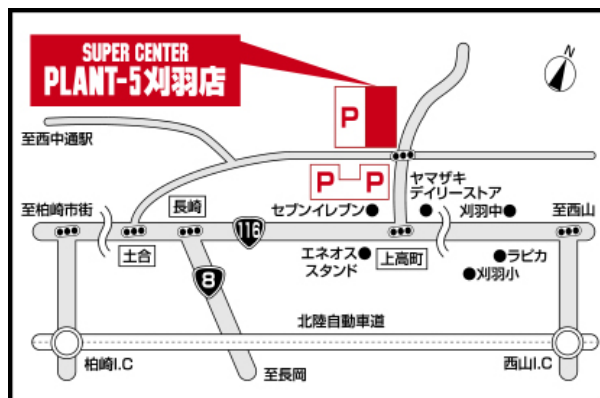 SUPER CENTER
PLANT-5刈羽店
N
P
至西中通駅
P P
ヤマザキ
デイリーストア
至柏崎市街
長崎
セブンイレブン
刈羽中
至西山
116
土合
エネオス
スタンド
上高町
ラピカ
刈羽小
8
北陸自動車道
柏崎I.C
至長岡
西山I.C